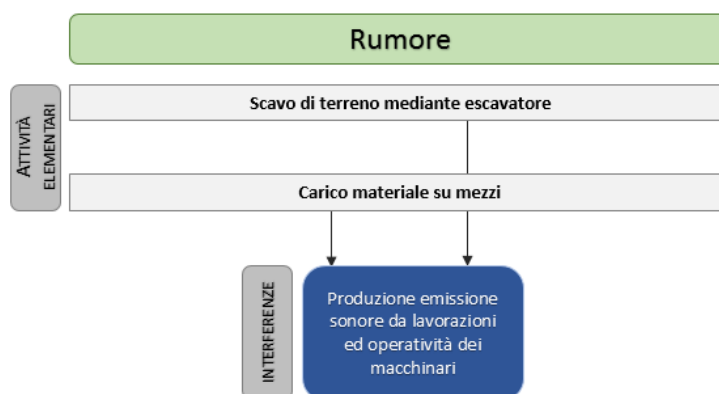 Rumore
ATTIVITÀ
ELEMENTARI
Scavo di terreno mediante escavatore
Carico materiale su mezzi
INTERFERENZE
Produzione emissione
sonore da lavorazioni
ed operatività dei
macchinari